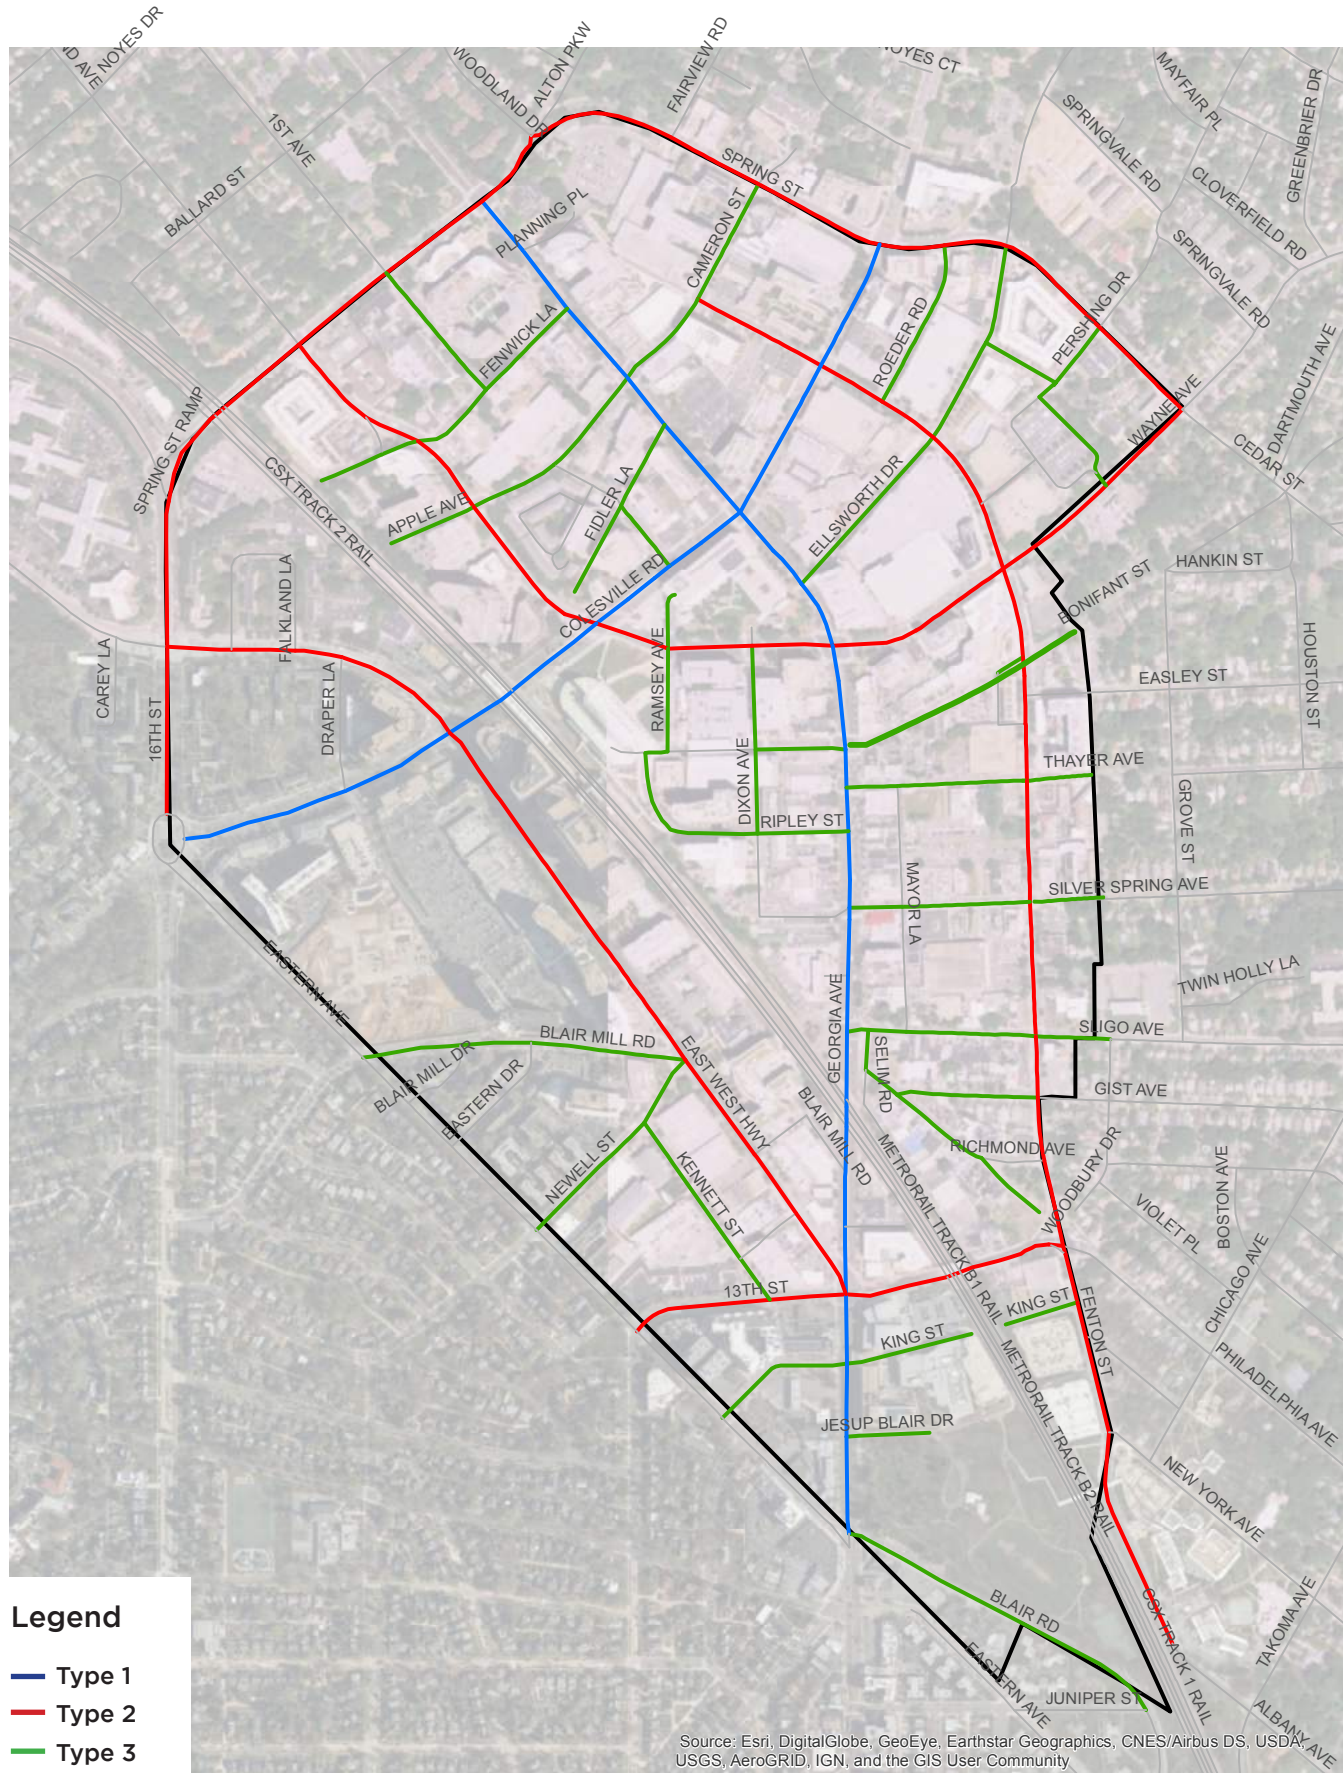 NOYES DR
ND AVE
WOODLAND DR
ALTON PKW
FAIRVIEW RD
NOYES CT
MAYFAIR PL
GREENBRIER DR
1ST AVE
SPRINGVALE RD
BALLARD ST
SPRING ST
CLOVERFIELD RD
PLANNING PL
CAMERON ST
SPRINGVALE RD
PERSHING DR
FENWICK LA
ROEDER RD
DARTMOUTH AVE
WAYNE AVE
SPRING ST RAMP
CEDAR ST
CSX TRACK 2 RAIL
APPLE AVE
FIDLER LA
ELLSWORTH DR
COLESVILLE RD
BONIFANT ST
HANKIN ST
FALKLAND LA
CAREY LA
DRAPER LA
RAMSEY AVE
EASLEY ST
HOUSTON ST
16TH ST
DIXON AVE
THAYER AVE
RIPLEY ST
GROVE ST
MAYOR LA
SILVER SPRING AVE
EASTERN AVE
GEORGIA AVE
TWIN HOLLY LA
BLAIR MILL RD
SLIGO AVE
BLAIR MILL DR
EASTERN DR
EAST WEST HWY
SELIM RD
GIST AVE
BLAIR MILL RD
RICHMOND AVE
WOODBURY DR
NEWELL ST
KENNETT ST
METRORAIL TRACK B1 RAIL
VIOLET PL
BOSTON AVE
CHICAGO AVE
13TH ST
KING ST
KING ST
FENTON ST
PHILADELPHIA AVE
METRORAIL TRACK B2 RAIL
JESUP BLAIR DR
NEW YORK AVE
BLAIR RD
CSX TRACK 1 RAIL
TAKOMA AVE
EASTERN AVE
JUNIPER ST
ALBANY AVE
Legend
Type 1
Type 2
Type 3
Source: Esri, DigitalGlobe, GeoEye, Earthstar Geographics, CNES/Airbus DS, USDA,
USGS, AeroGRID, IGN, and the GIS User Community